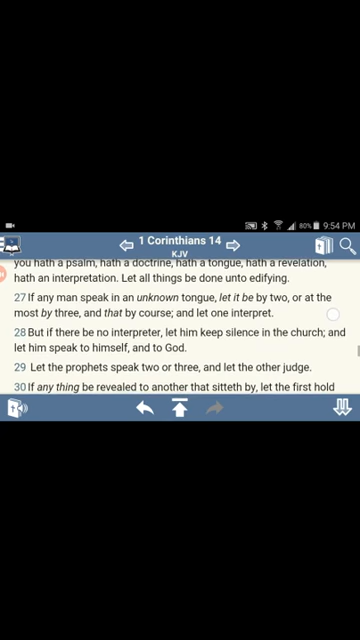 80% 9:54 PM
1 Corinthians 14
KJV
you hath a psalm, hath a doctrine, hath a tongue, hath a revelation,
hath an interpretation. Let all things be done unto edifying.
27 If any man speak in an unknown tongue, let it be by two, or at the
most by three, and that by course; and let one interpret.
28 But if there be no interpreter, let him keep silence in the church; and
let him speak to himself, and to God.
29 Let the prophets speak two or three, and let the other judge.
30 If any thing be revealed to another that sitteth by, let the first hold